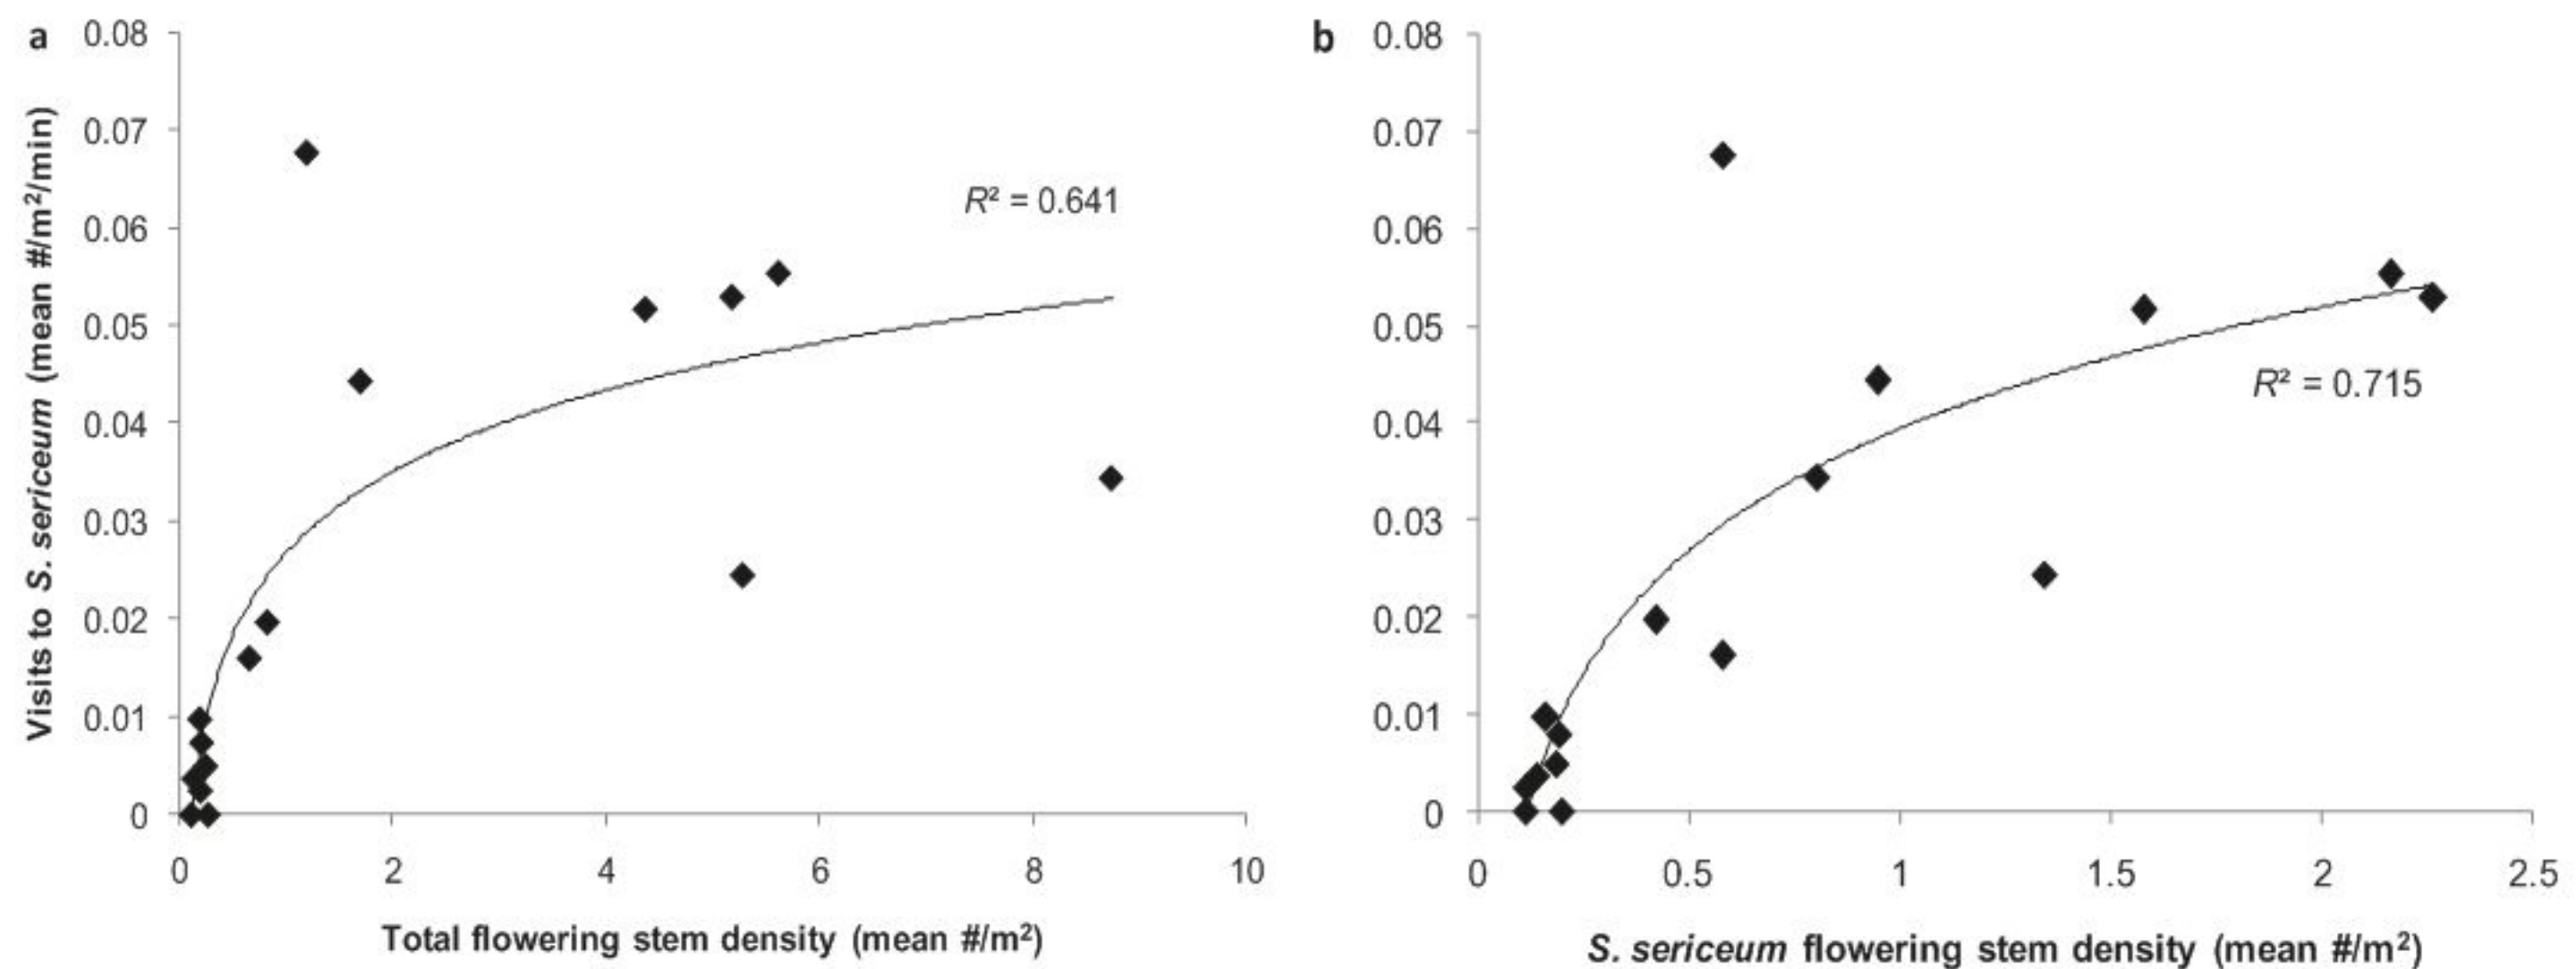 a
0.08
0.07
0.06
0.05
0.04
0.03
0.02
0.01
0
Visits to S. sericeum (mean #/m²/min)
R² = 0.641
0 2 4 6 8 10
Total flowering stem density (mean #/m²)
b
0.08
0.07
0.06
0.05
0.04
0.03
0.02
0.01
0
R² = 0.715
0 0.5 1 1.5 2 2.5
S. sericeum flowering stem density (mean #/m²)